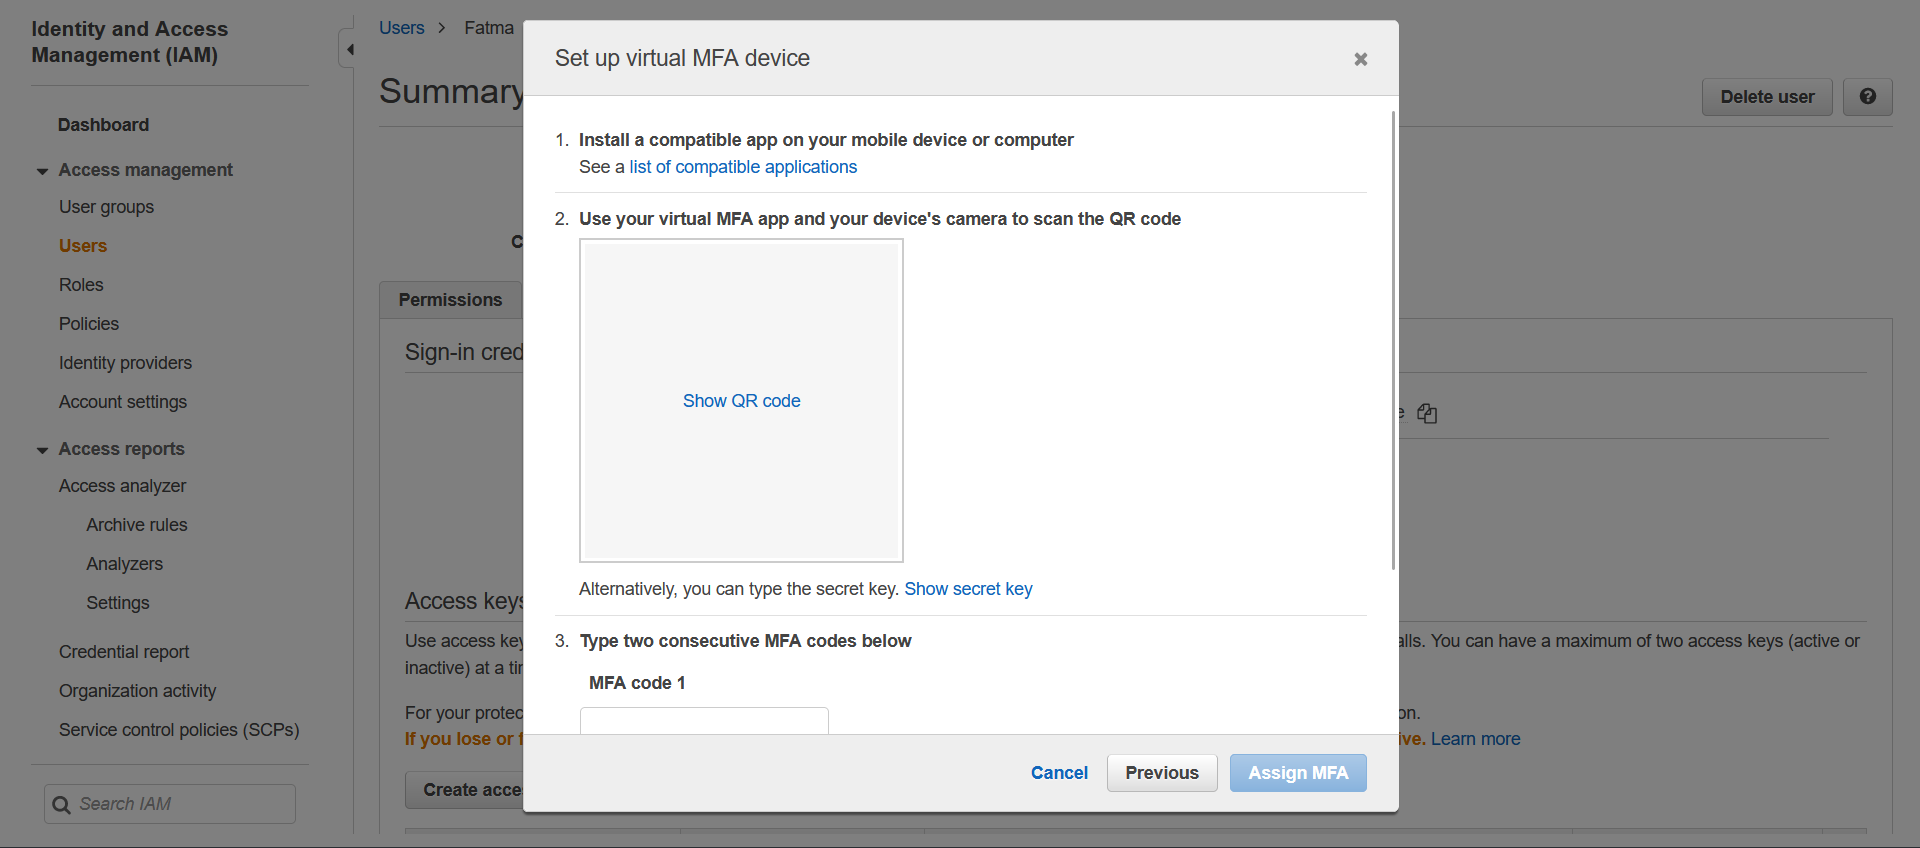 Identity and Access
Management (IAM)
Dashboard
Access management
User groups
Users
Roles
Policies
Identity providers
Account settings
Access reports
Access analyzer
Archive rules
Analyzers
Settings
Credential report
Organization activity
Service control policies (SCPs)
Search IAM
Users > Fatma
Summary
Delete user
Permissions
Sign-in cred
Access keys
Use access key
alls. You can have a maximum of two access keys (active or
inactive) at a tim
For your protec
on.
If you lose or f
ive. Learn more
Create acce
Set up virtual MFA device
1. Install a compatible app on your mobile device or computer
See a list of compatible applications
2. Use your virtual MFA app and your device's camera to scan the QR code
Show QR code
Alternatively, you can type the secret key. Show secret key
3. Type two consecutive MFA codes below
MFA code 1
Cancel
Previous
Assign MFA